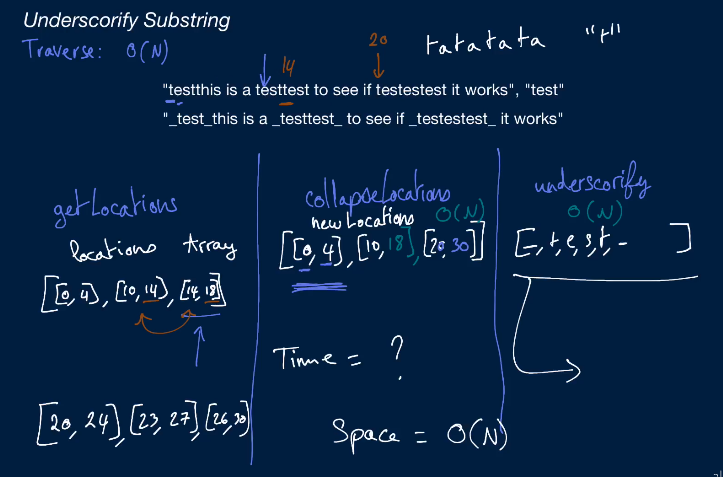 Underscorify Substring
Traverse: O(N)
20
tatatata "t"
14
"testthis is a testtest to see if testestest it works", "test"
"_test_this is a _testtest_ to see if _testestest_ it works"
getLocations
locations Array
[[0, 4], [10, 14], [14, 18]]
[20, 24], [23, 27], [26, 30]
collapseLocations
newLocations O(N)
[[0, 4], [10, 18], [20, 30]]
Time = ?
Space = O(N)
underscorify
O(N)
[_, t, e, s, t, _ ]